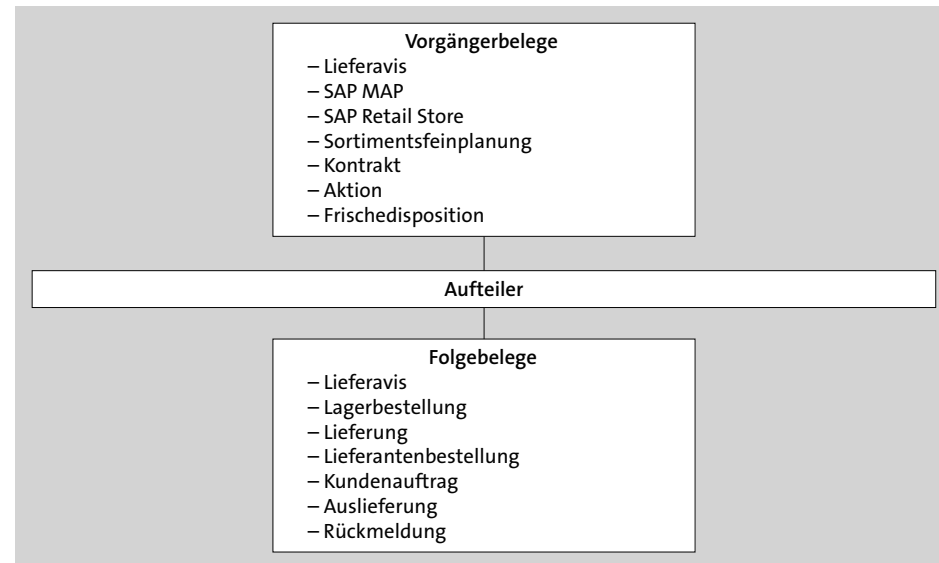 Vorgängerbelege
– Lieferavis
– SAP MAP
– SAP Retail Store
– Sortimentsfeinplanung
– Kontrakt
– Aktion
– Frischedisposition
Aufteiler
Folgebelege
– Lieferavis
– Lagerbestellung
– Lieferung
– Lieferantenbestellung
– Kundenauftrag
– Auslieferung
– Rückmeldung